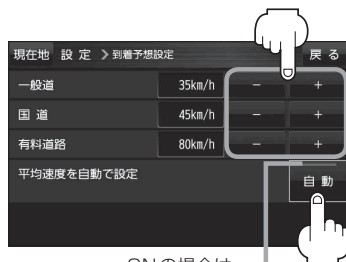 現在地 設定 > 到着予想設定 戻る
一般道 35km/h − +
国道 45km/h − +
有料道路 80km/h − +
平均速度を自動で設定 自動
ONの場合は